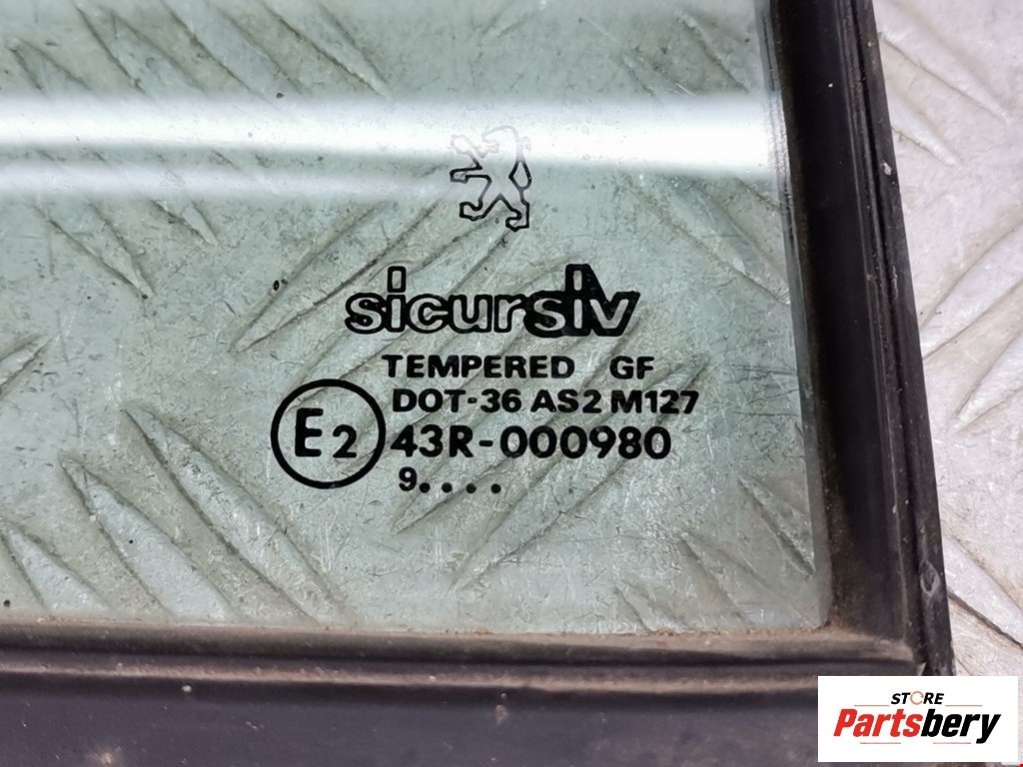 sicursiv
TEMPERED GF
DOT-36 AS2 M127
E2 43R-000980
9....
STORE
Partsbery